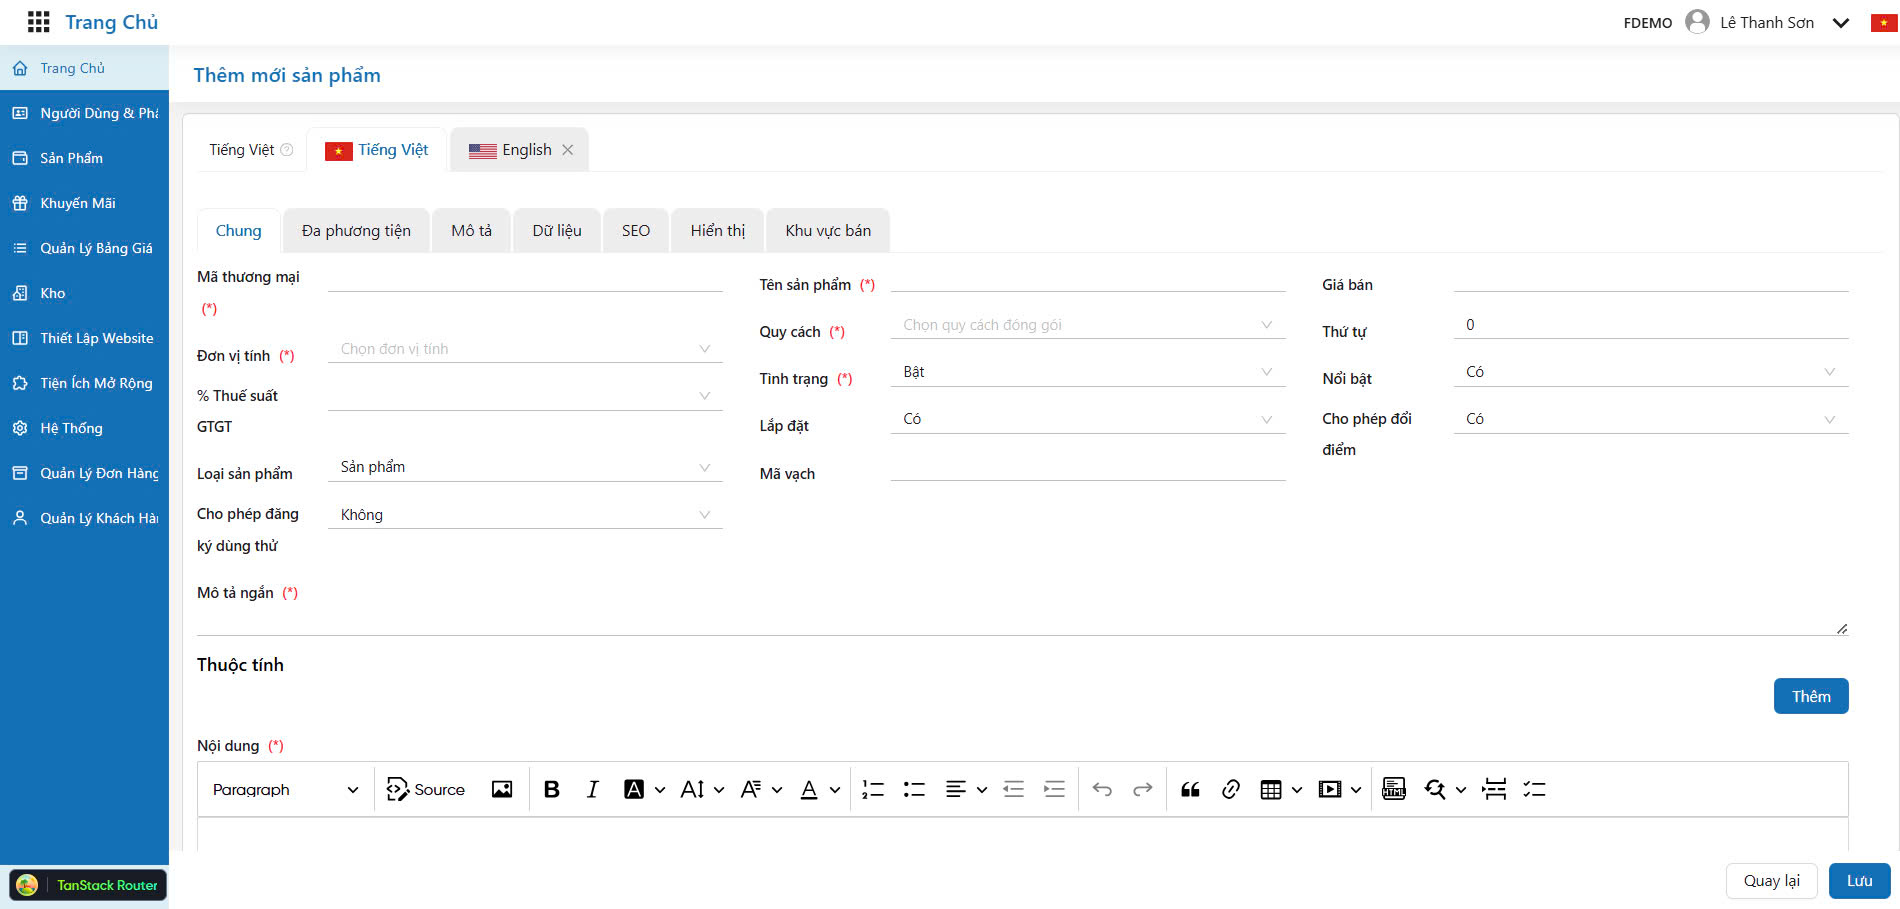 Trang Chủ
FDEMO
Lê Thanh Sơn
Trang Chủ
Người Dùng & Phâ
Sản Phẩm
Khuyến Mãi
Quản Lý Bảng Giá
Kho
Thiết Lập Website
Tiện Ích Mở Rộng
Hệ Thống
Quản Lý Đơn Hàng
Quản Lý Khách Hàn
TanStack Router
Thêm mới sản phẩm
Tiếng Việt
Tiếng Việt
English
Chung
Đa phương tiện
Mô tả
Dữ liệu
SEO
Hiển thị
Khu vực bán
Mã thương mại
(*)
Đơn vị tính (*)
Chọn đơn vị tính
% Thuế suất
GTGT
Loại sản phẩm
Sản phẩm
Cho phép đăng
ký dùng thử
Không
Tên sản phẩm (*)
Quy cách (*)
Chọn quy cách đóng gói
Tình trạng (*)
Bật
Lắp đặt
Có
Mã vạch
Giá bán
Thứ tự
0
Nổi bật
Có
Cho phép đổi
điểm
Có
Mô tả ngắn (*)
Thuộc tính
Thêm
Nội dung (*)
Paragraph
Source
Quay lại
Lưu